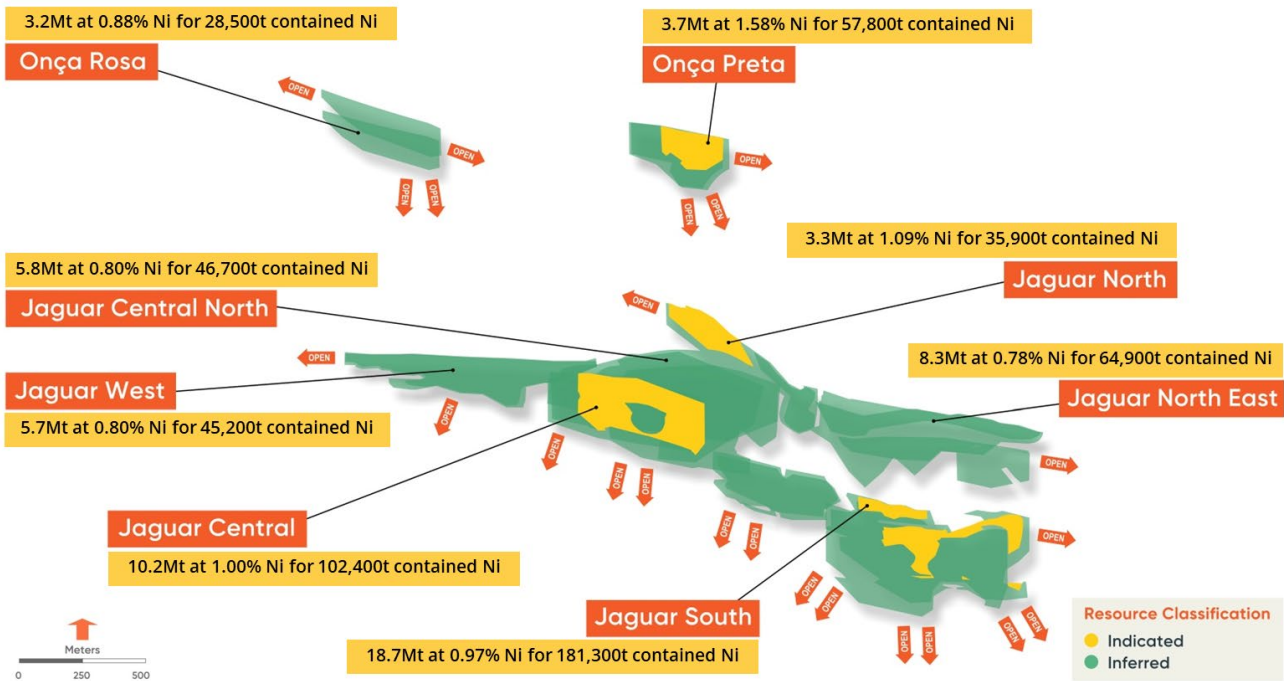 3.2Mt at 0.88% Ni for 28,500t contained Ni
Onça Rosa
3.7Mt at 1.58% Ni for 57,800t contained Ni
Onça Preta
OPEN
OPEN
OPEN
OPEN
OPEN
OPEN
OPEN
3.3Mt at 1.09% Ni for 35,900t contained Ni
Jaguar North
5.8Mt at 0.80% Ni for 46,700t contained Ni
Jaguar Central North
OPEN
OPEN
8.3Mt at 0.78% Ni for 64,900t contained Ni
Jaguar North East
Jaguar West
5.7Mt at 0.80% Ni for 45,200t contained Ni
OPEN
OPEN
OPEN
OPEN
OPEN
Jaguar Central
10.2Mt at 1.00% Ni for 102,400t contained Ni
OPEN
OPEN
OPEN
Jaguar South
18.7Mt at 0.97% Ni for 181,300t contained Ni
OPEN
OPEN
OPEN
OPEN
OPEN
OPEN
Meters
0 250 500
Resource Classification
Indicated
Inferred